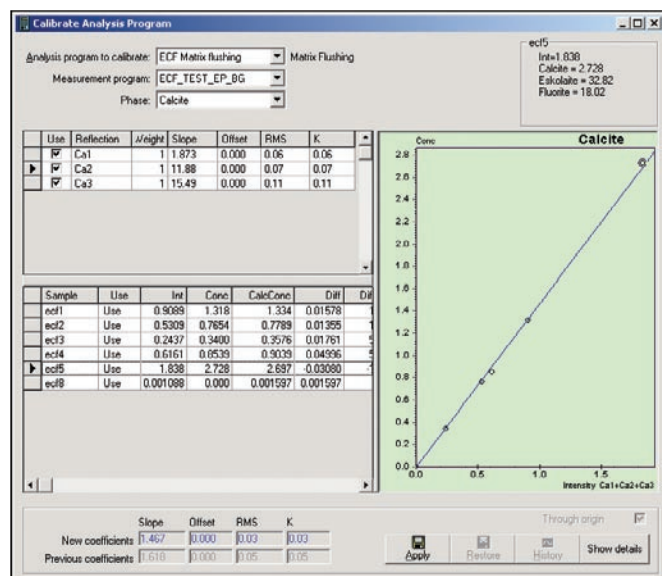 Calibrate Analysis Program
Analysis program to calibrate: ECF Matrix flushing Matrix Flushing
Measurement program: ECF_TEST_EP_BG
Phase: Calcite
ecf5
Int=1.838
Calcite = 2.728
Eskolaite = 32.82
Fluorite = 18.02
Use Reflection Weight Slope Offset RMS K
Ca1 1 1.873 0.000 0.06 0.06
Ca2 1 11.88 0.000 0.07 0.07
Ca3 1 15.49 0.000 0.11 0.11
Sample Use Int Conc CalcConc Diff
ecf1 Use 0.9089 1.318 1.334 0.01578 1
ecf2 Use 0.5309 0.7654 0.7789 0.01355 1
ecf3 Use 0.2437 0.3400 0.3576 0.01761 5
ecf4 Use 0.6161 0.8539 0.9039 0.04996 5
ecf5 Use 1.838 2.728 2.697 -0.03080
ecf8 Use 0.001088 0.000 0.001597 0.001597
Conc
Calcite
2.8
2.6
2.4
2.2
2.0
1.8
1.6
1.4
1.2
1.0
0.8
0.6
0.4
0.2
0.0
0.0 0.5 1.0 1.5
Intensity Ca1+Ca2+Ca3
Slope Offset RMS K
New coefficients 1.467 0.000 0.03 0.03
Previous coefficients 1.618 0.000 0.05 0.05
Through origin
Apply Restore History Show details